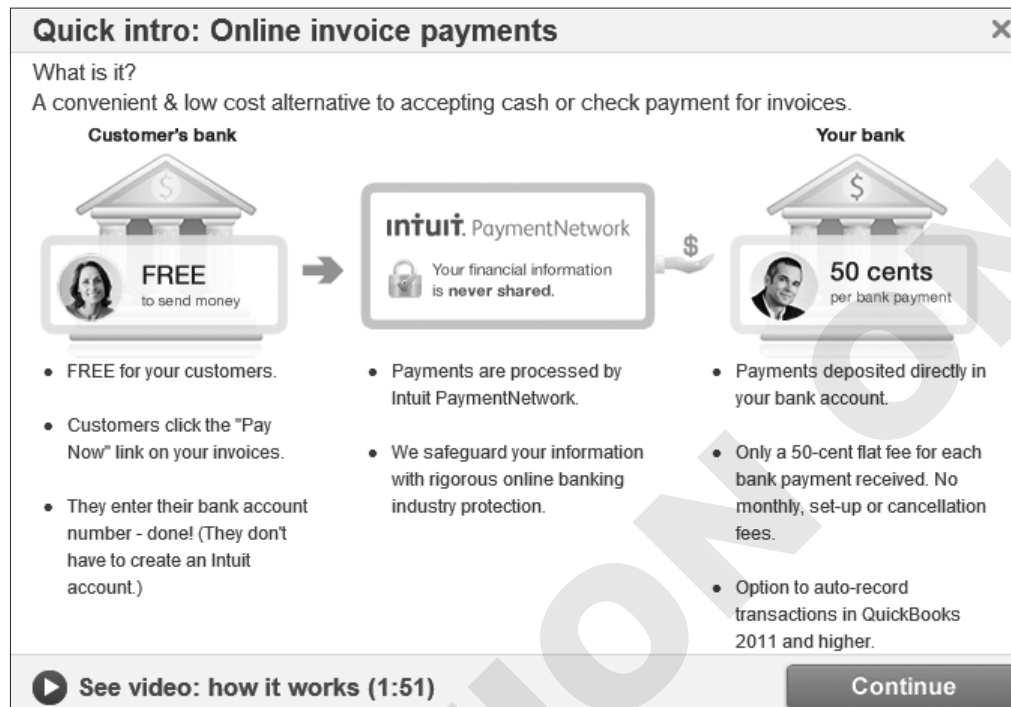 Quick intro: Online invoice payments
What is it?
A convenient & low cost alternative to accepting cash or check payment for invoices.
Customer's bank
FREE
to send money
• FREE for your customers.
• Customers click the "Pay
Now" link on your invoices.
• They enter their bank account
number - done! (They don't
have to create an Intuit
account.)
INTUIT. PaymentNetwork
Your financial information
is never shared.
• Payments are processed by
Intuit PaymentNetwork.
• We safeguard your information
with rigorous online banking
industry protection.
$
Your bank
$
50 cents
per bank payment
• Payments deposited directly in
your bank account.
• Only a 50-cent flat fee for each
bank payment received. No
monthly, set-up or cancellation
fees.
• Option to auto-record
transactions in QuickBooks
2011 and higher.
See video: how it works (1:51)
Continue